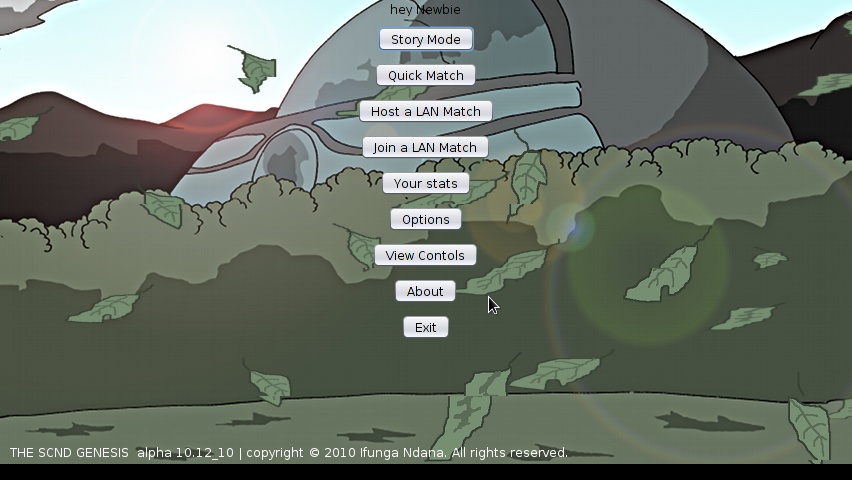 hey Newbie
Story Mode
Quick Match
Host a LAN Match
Join a LAN Match
Your stats
Options
View Contols
About
Exit
THE SCND GENESIS alpha 10.12_10 | copyright © 2010 Ifunga Ndana. All rights reserved.